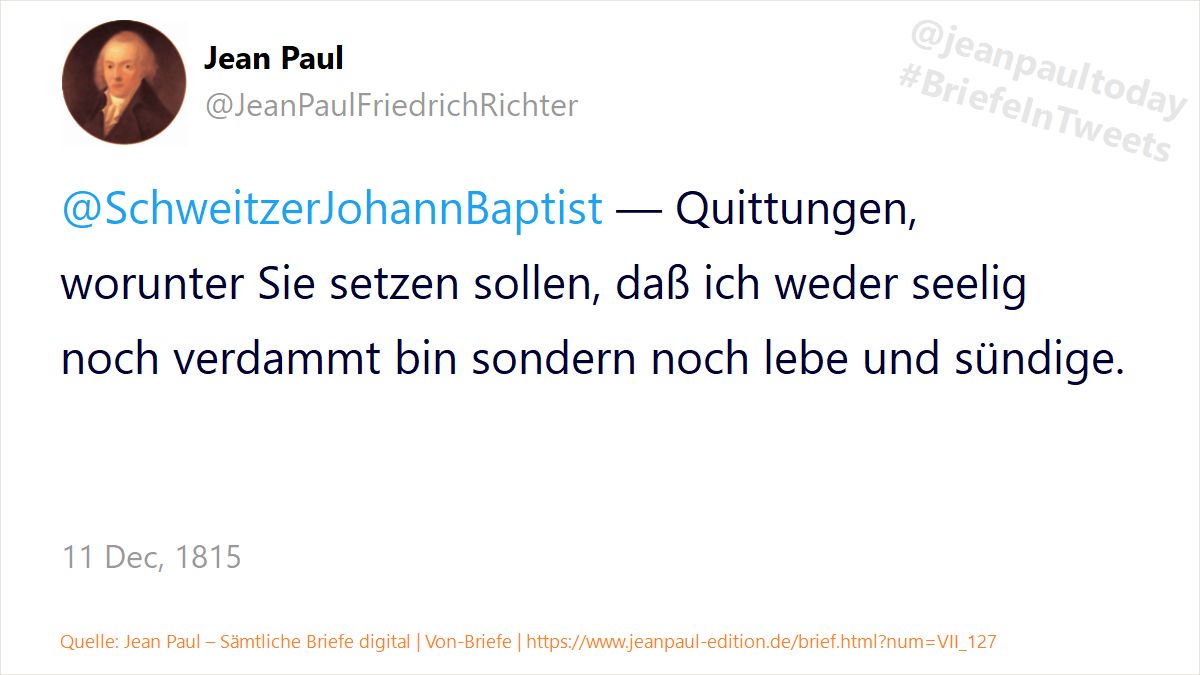 Jean Paul
@JeanPaulFriedrichRichter
@jeanpaultoday
#BriefeInTweets
@SchweitzerJohannBaptist — Quittungen,
worunter Sie setzen sollen, daß ich weder seelig
noch verdammt bin sondern noch lebe und sündige.
11 Dec, 1815
Quelle: Jean Paul – Sämtliche Briefe digital | Von-Briefe | https://www.jeanpaul-edition.de/brief.html?num=VII_127